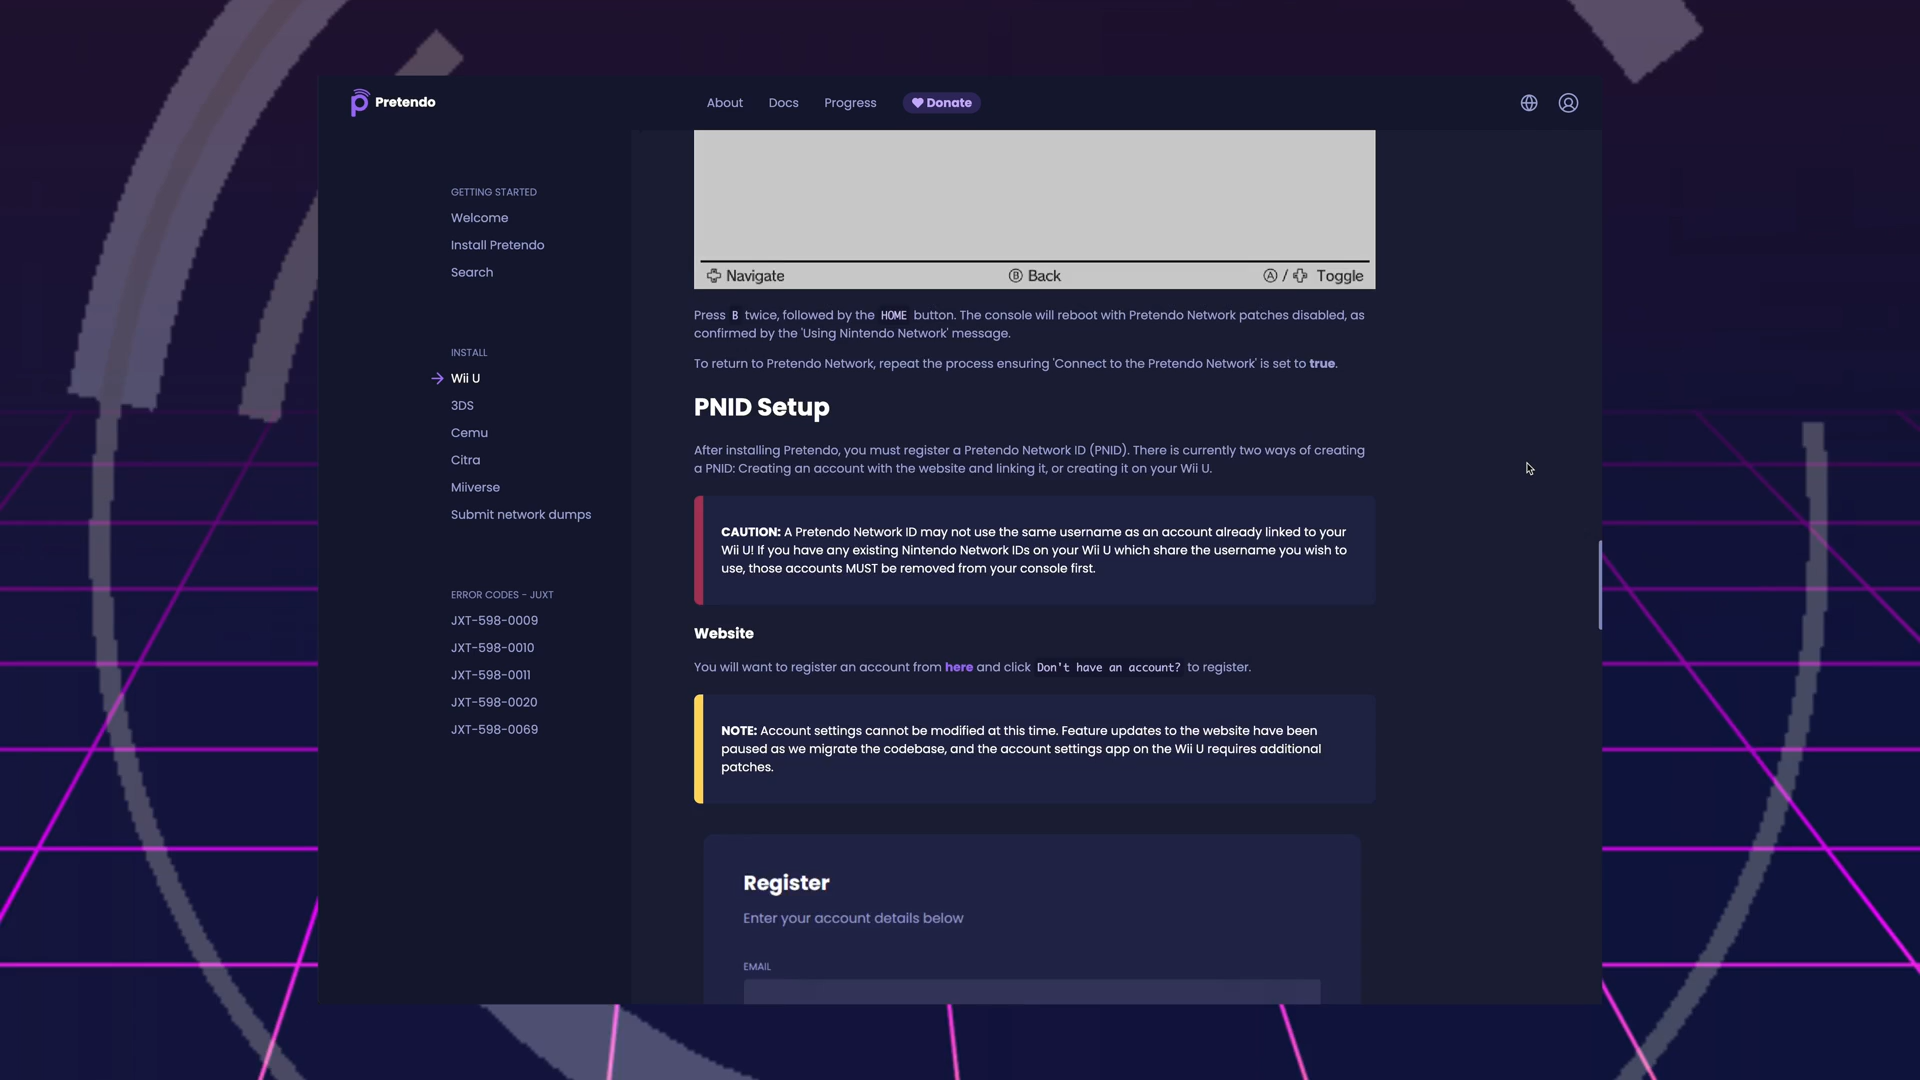 Pretendo
About Docs Progress Donate
GETTING STARTED
Welcome
Install Pretendo
Search
INSTALL
Wii U
3DS
Cemu
Citra
Miiverse
Submit network dumps
ERROR CODES - JUXT
JXT-598-0009
JXT-598-0010
JXT-598-0011
JXT-598-0020
JXT-598-0069
Navigate B Back A / Toggle
Press B twice, followed by the HOME button. The console will reboot with Pretendo Network patches disabled, as
confirmed by the 'Using Nintendo Network' message.
To return to Pretendo Network, repeat the process ensuring 'Connect to the Pretendo Network' is set to true.
PNID Setup
After installing Pretendo, you must register a Pretendo Network ID (PNID). There is currently two ways of creating
a PNID: Creating an account with the website and linking it, or creating it on your Wii U.
CAUTION: A Pretendo Network ID may not use the same username as an account already linked to your
Wii U! If you have any existing Nintendo Network IDs on your Wii U which share the username you wish to
use, those accounts MUST be removed from your console first.
Website
You will want to register an account from here and click Don't have an account? to register.
NOTE: Account settings cannot be modified at this time. Feature updates to the website have been
paused as we migrate the codebase, and the account settings app on the Wii U requires additional
patches.
Register
Enter your account details below
EMAIL